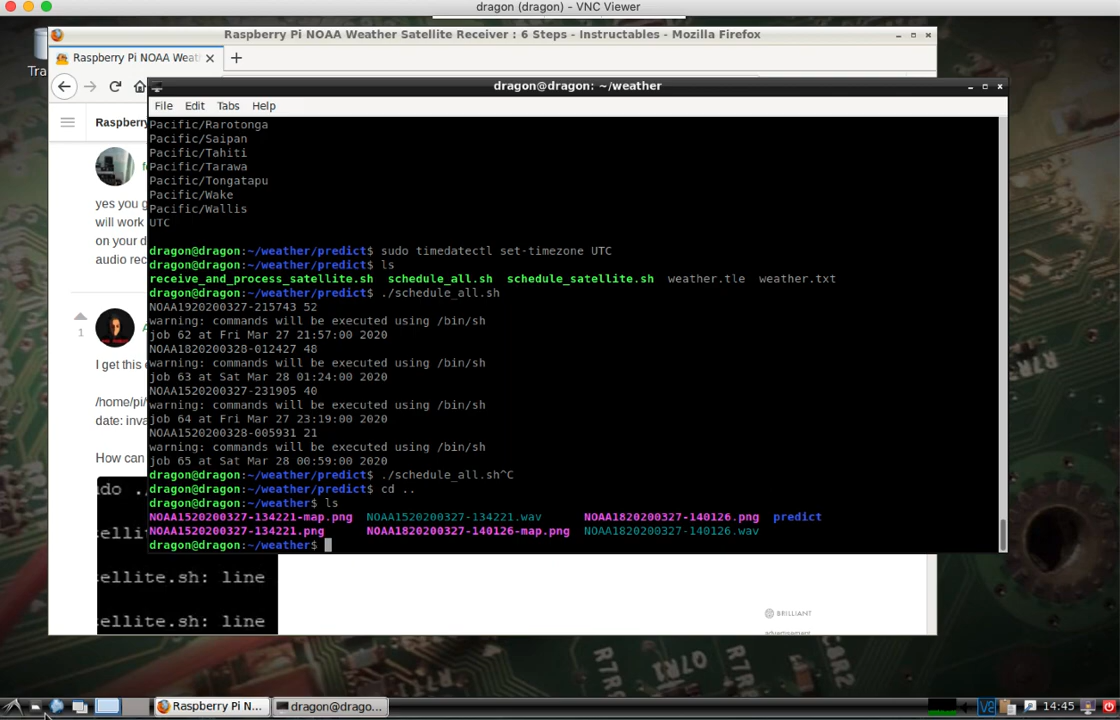 dragon (dragon) - VNC Viewer
Raspberry Pi NOAA Weather Satellite Receiver : 6 Steps - Instructables - Mozilla Firefox
Raspberry Pi NOAA Weat
dragon@dragon: ~/weather
File Edit Tabs Help
Raspberry
yes you g
will work
on your d
audio rec
1
I get this
/home/pi/
date: inva
How can
do ./
ellite.sh: line
ellite.sh: line
Pacific/Rarotonga
Pacific/Saipan
Pacific/Tahiti
Pacific/Tarawa
Pacific/Tongatapu
Pacific/Wake
Pacific/Wallis
UTC
dragon@dragon:~/weather/predict$ sudo timedatectl set-timezone UTC
dragon@dragon:~/weather/predict$ ls
receive_and_process_satellite.sh schedule_all.sh schedule_satellite.sh weather.tle weather.txt
dragon@dragon:~/weather/predict$ ./schedule_all.sh
NOAA1920200327-215743 52
warning: commands will be executed using /bin/sh
job 62 at Fri Mar 27 21:57:00 2020
NOAA1820200328-012427 48
warning: commands will be executed using /bin/sh
job 63 at Sat Mar 28 01:24:00 2020
NOAA1520200327-231905 40
warning: commands will be executed using /bin/sh
job 64 at Fri Mar 27 23:19:00 2020
NOAA1520200328-005931 21
warning: commands will be executed using /bin/sh
job 65 at Sat Mar 28 00:59:00 2020
dragon@dragon:~/weather/predict$ ./schedule_all.sh^C
dragon@dragon:~/weather/predict$ cd ..
dragon@dragon:~/weather$ ls
NOAA1520200327-134221-map.png NOAA1520200327-134221.wav NOAA1820200327-140126.png predict
NOAA1520200327-134221.png NOAA1820200327-140126-map.png NOAA1820200327-140126.wav
dragon@dragon:~/weather$
BRILLIANT
Raspberry Pi N...
dragon@drago...
14:45